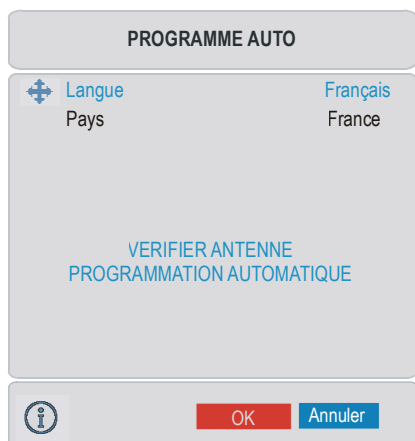 PROGRAMME AUTO
Langue Français
Pays France
VERIFIER ANTENNE
PROGRAMMATION AUTOMATIQUE
OK Annuler